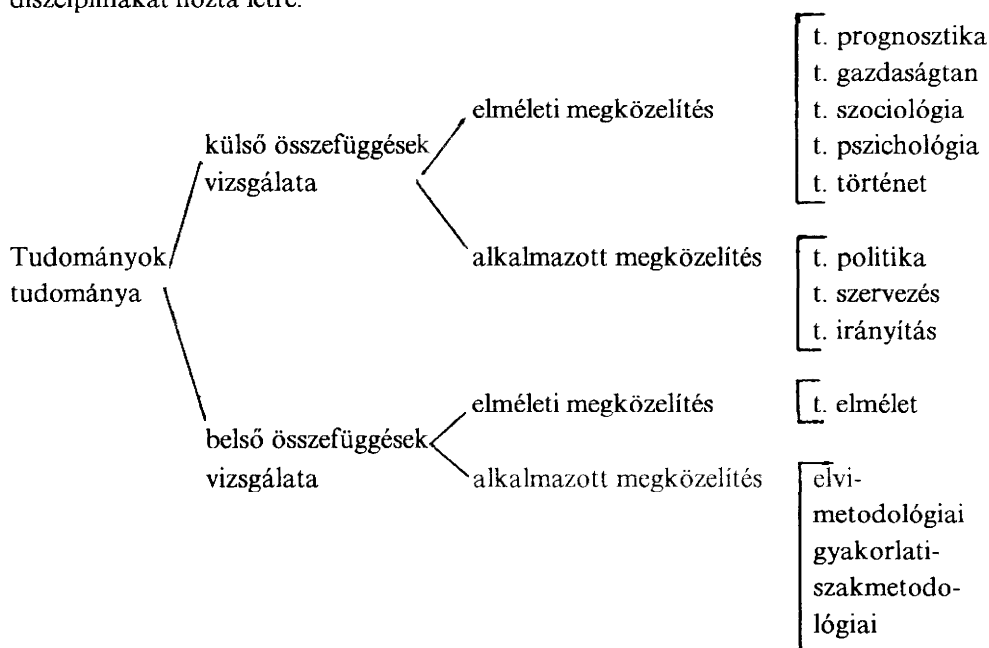 diszciplínákat hozta létre.
t. prognosztika
t. gazdaságtan
elméleti megközelítés
t. szociológia
külső összefüggések
vizsgálata
t. pszichológia
t. történet
Tudományok
tudománya
alkalmazott megközelítés
t. politika
t. szervezés
t. irányítás
elméleti megközelítés
t. elmélet
belső összefüggések
vizsgálata
alkalmazott megközelítés
elvi-
metodológiai
gyakorlati-
szakmetodo-
lógiai